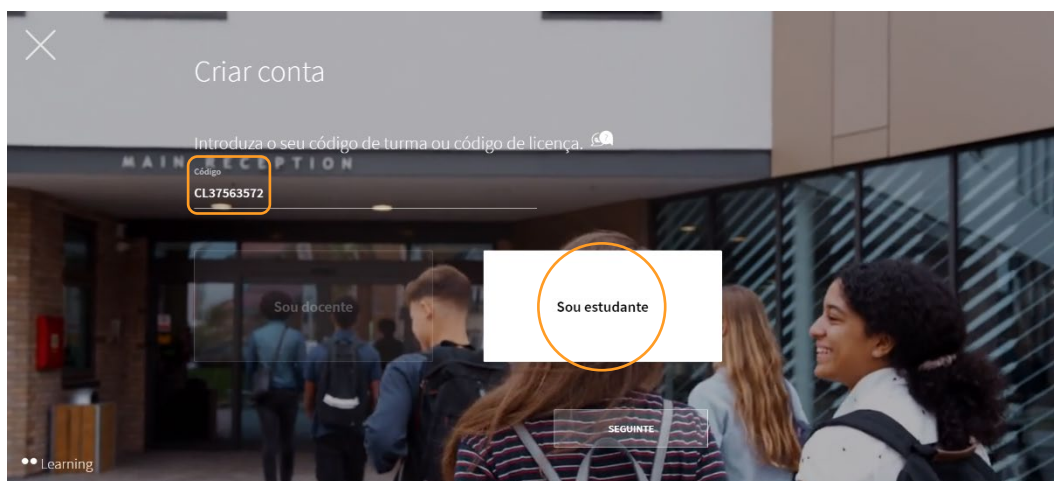 Criar conta
Introduza o seu código de turma ou código de licença.
MAIN RECEPTION
Código
CL37563572
Sou docente
Sou estudante
SEGUINTE
Learning